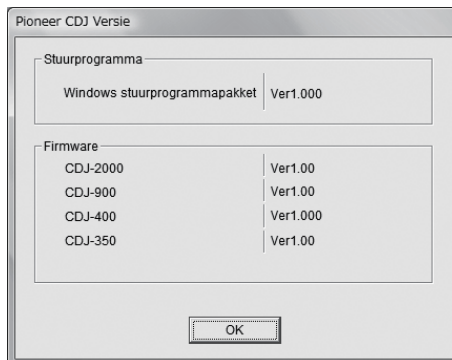 Pioneer CDJ Versie
Stuurprogramma
Windows stuurprogrammapakket Ver1.000
Firmware
CDJ-2000 Ver1.00
CDJ-900 Ver1.00
CDJ-400 Ver1.000
CDJ-350 Ver1.00
OK